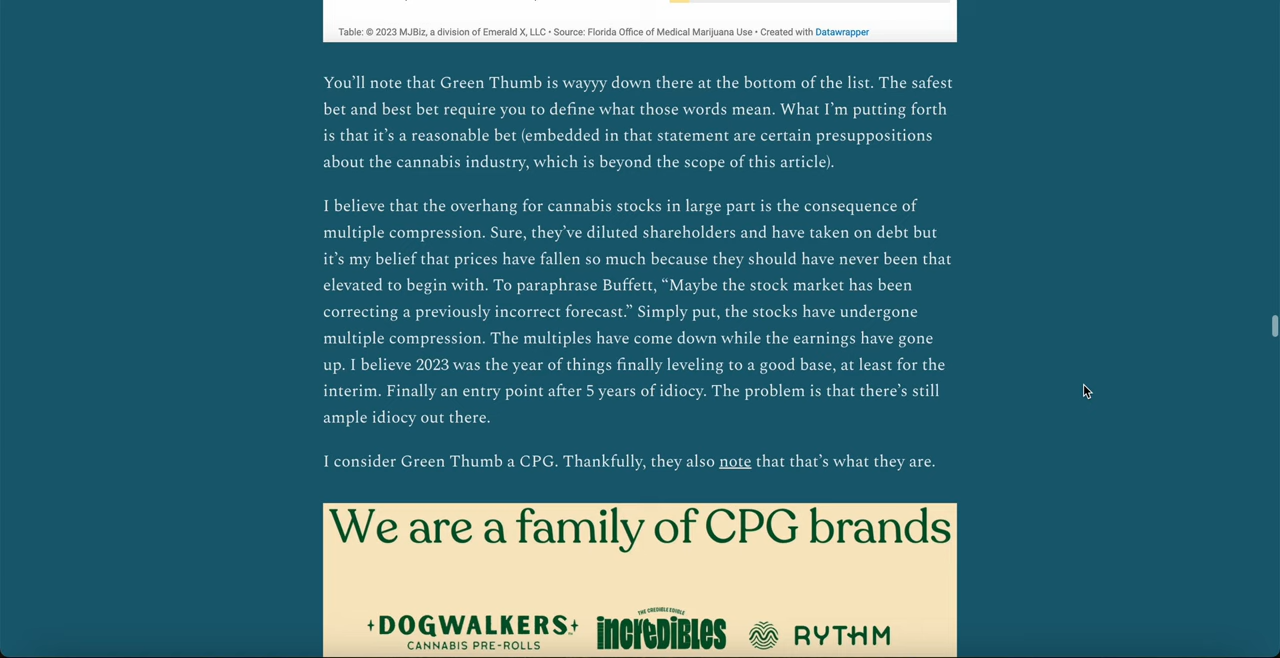 Table: © 2023 MJBiz, a division of Emerald X, LLC • Source: Florida Office of Medical Marijuana Use • Created with Datawrapper
You’ll note that Green Thumb is wayyy down there at the bottom of the list. The safest
bet and best bet require you to define what those words mean. What I’m putting forth
is that it’s a reasonable bet (embedded in that statement are certain presuppositions
about the cannabis industry, which is beyond the scope of this article).
I believe that the overhang for cannabis stocks in large part is the consequence of
multiple compression. Sure, they’ve diluted shareholders and have taken on debt but
it’s my belief that prices have fallen so much because they should have never been that
elevated to begin with. To paraphrase Buffett, “Maybe the stock market has been
correcting a previously incorrect forecast.” Simply put, the stocks have undergone
multiple compression. The multiples have come down while the earnings have gone
up. I believe 2023 was the year of things finally leveling to a good base, at least for the
interim. Finally an entry point after 5 years of idiocy. The problem is that there’s still
ample idiocy out there.
I consider Green Thumb a CPG. Thankfully, they also note that that’s what they are.
We are a family of CPG brands
DOGWALKERS
CANNABIS PRE-ROLLS
THE CREDIBLE EDIBLE
incredibles
RYTHM